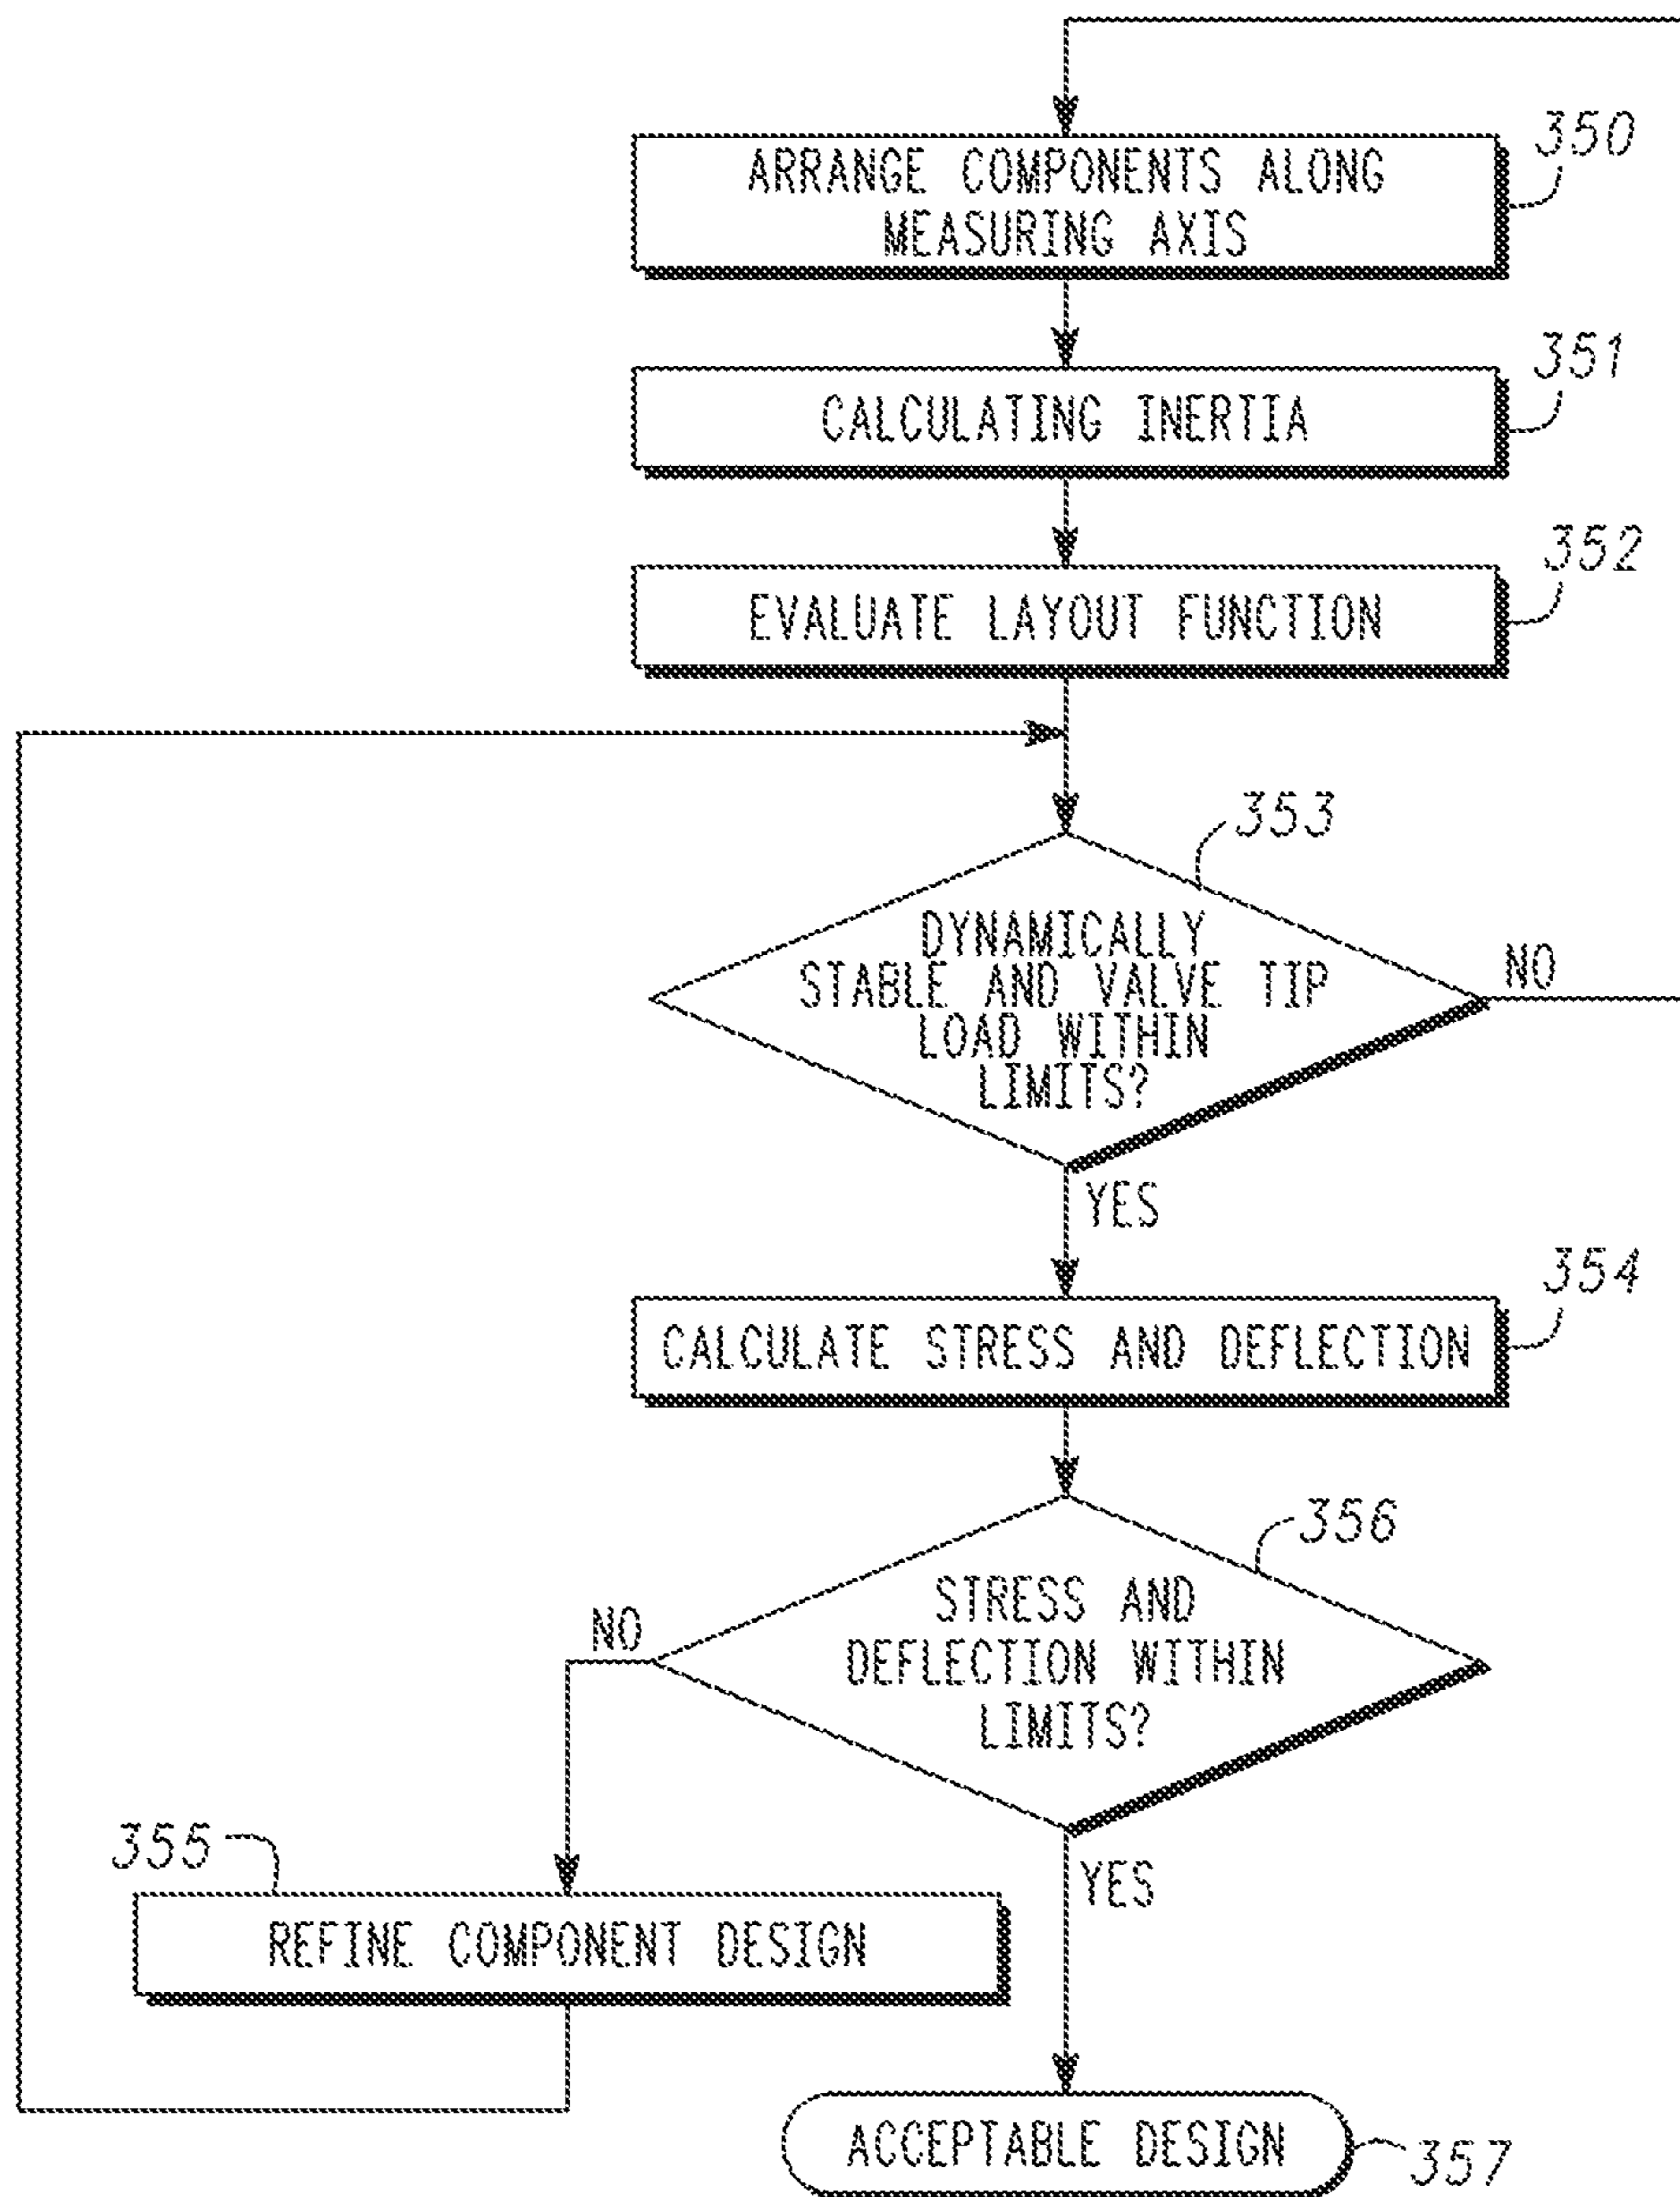 350
ARRANGE COMPONENTS ALONG
MEASURING AXIS
351
CALCULATING INERTIA
352
EVALUATE LAYOUT FUNCTION
353
DYNAMICALLY
STABLE AND VALVE TIP
LOAD WITHIN
LIMITS?
NO
YES
354
CALCULATE STRESS AND DEFLECTION
356
STRESS AND
DEFLECTION WITHIN
LIMITS?
NO
355
YES
REFINE COMPONENT DESIGN
ACCEPTABLE DESIGN
357